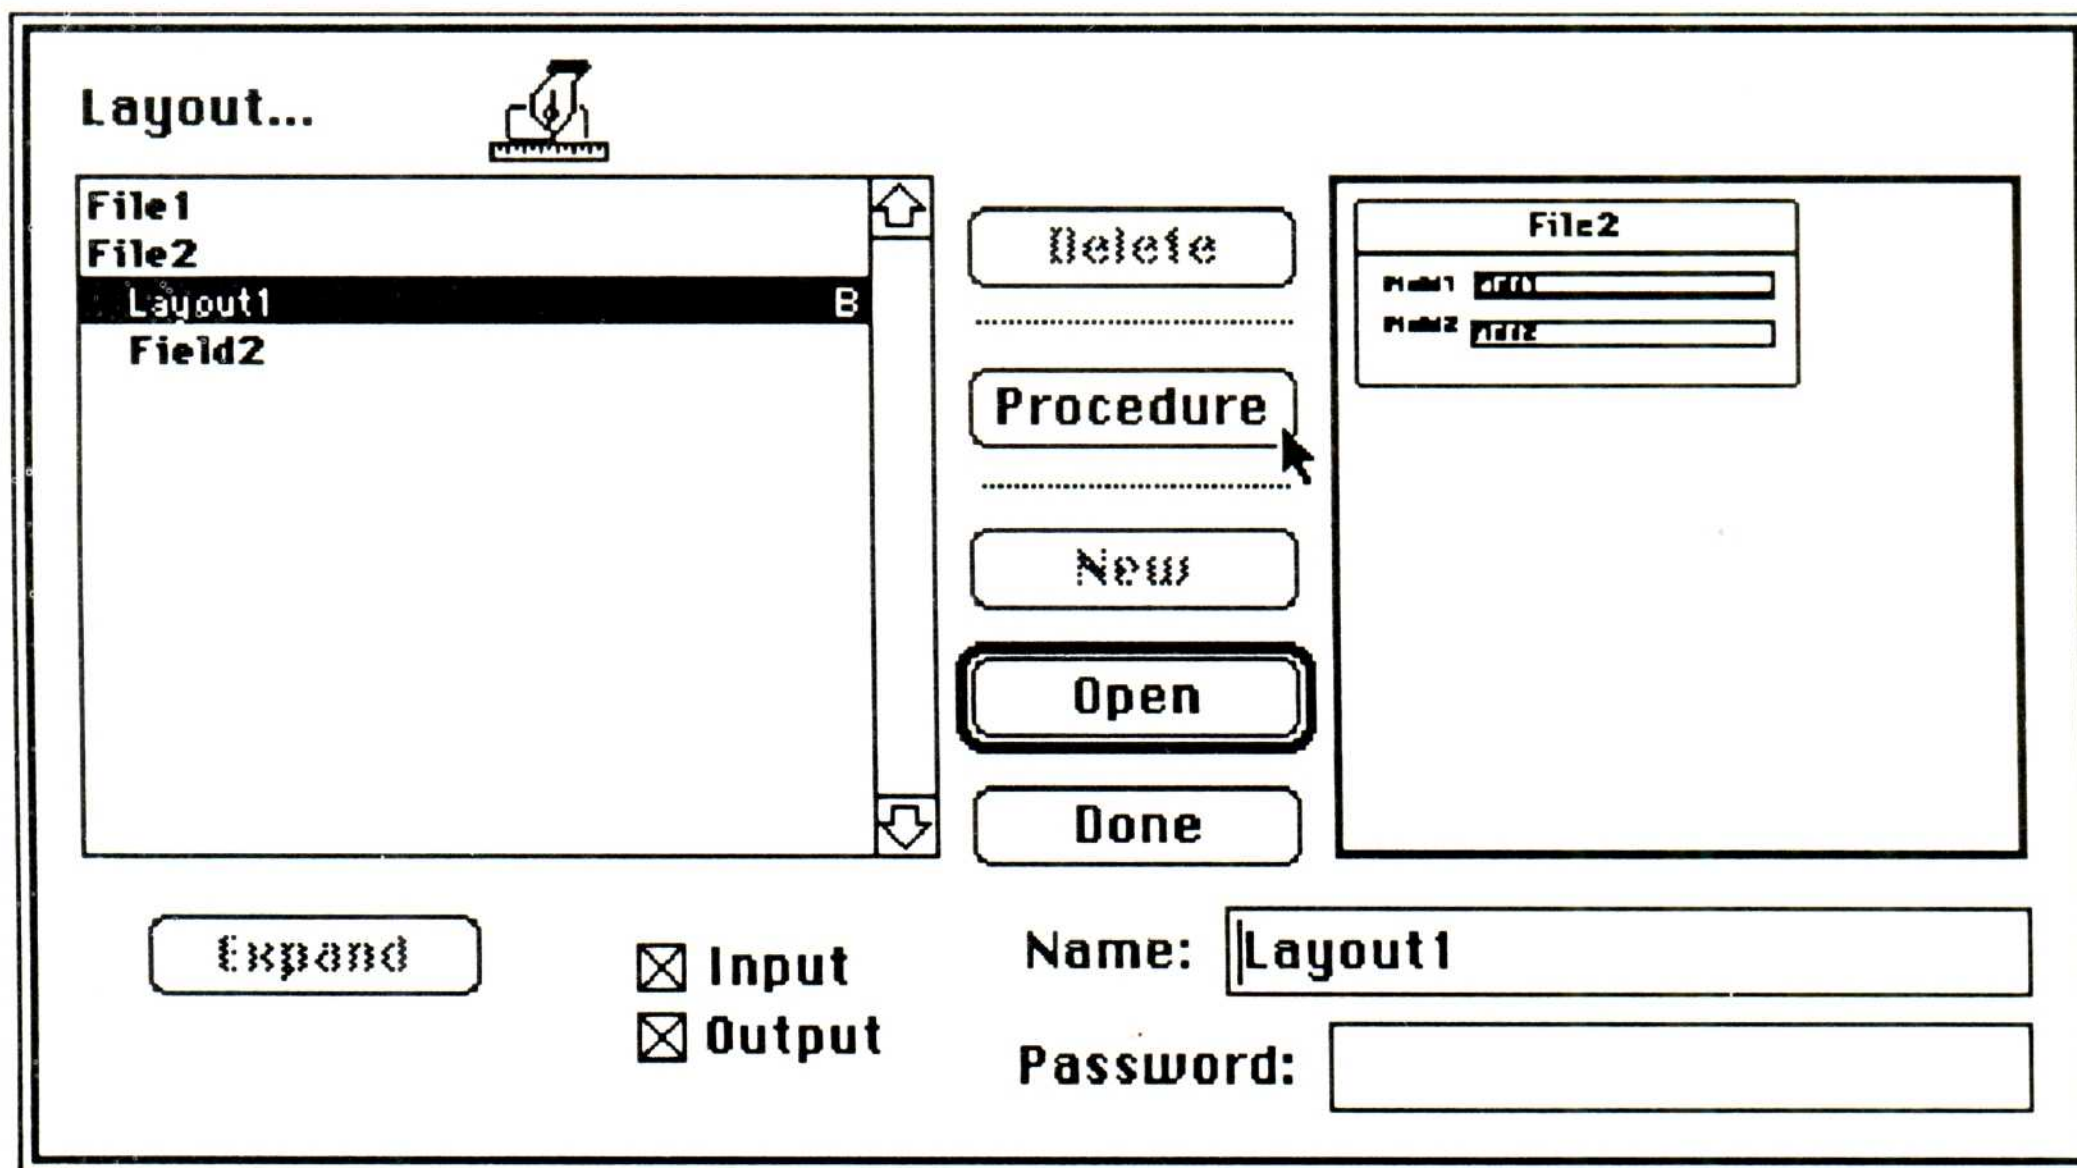 Layout...
File1
File2
Layout1 B
Field2
Delete
Procedure
New
Open
Done
File2
Expand
Input
Output
Name: Layout1
Password: